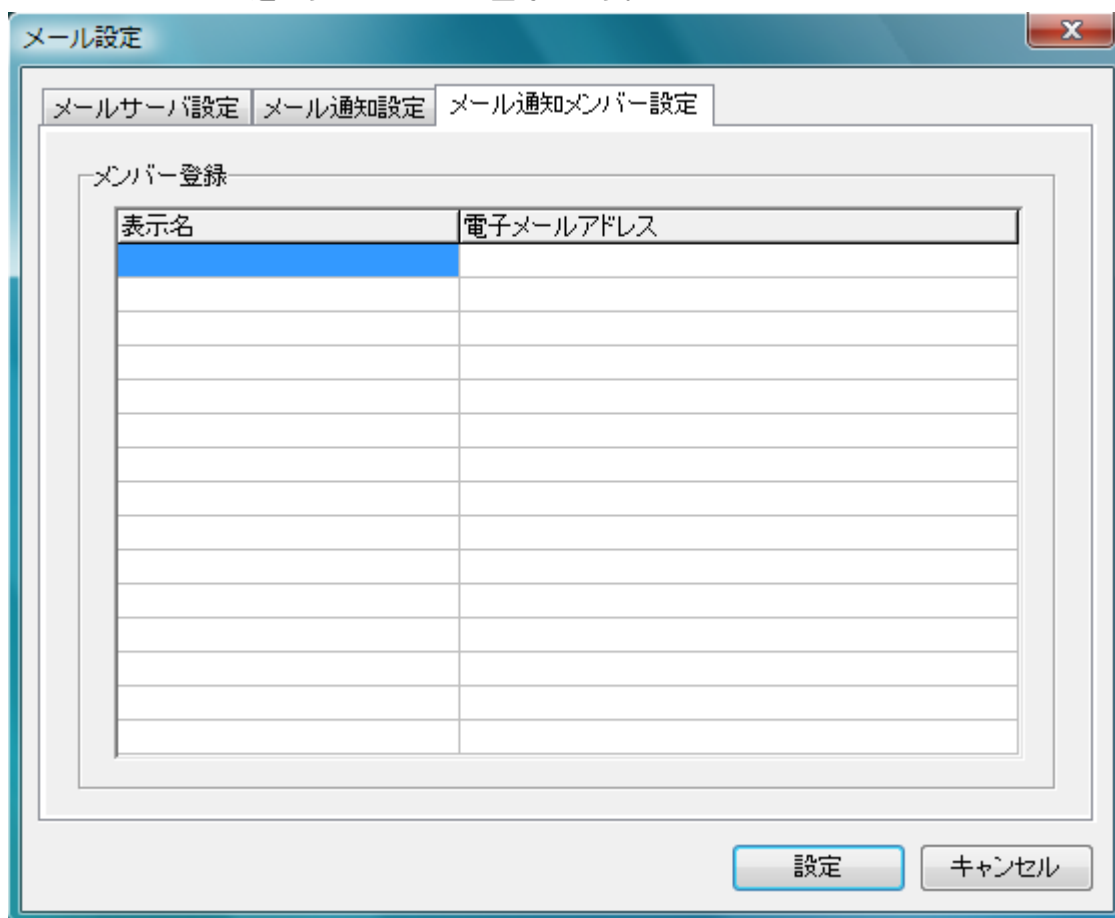 メール設定
メールサーバ設定 メール通知設定 メール通知メンバー設定
メンバー登録
表示名 電子メールアドレス
設定 キャンセル